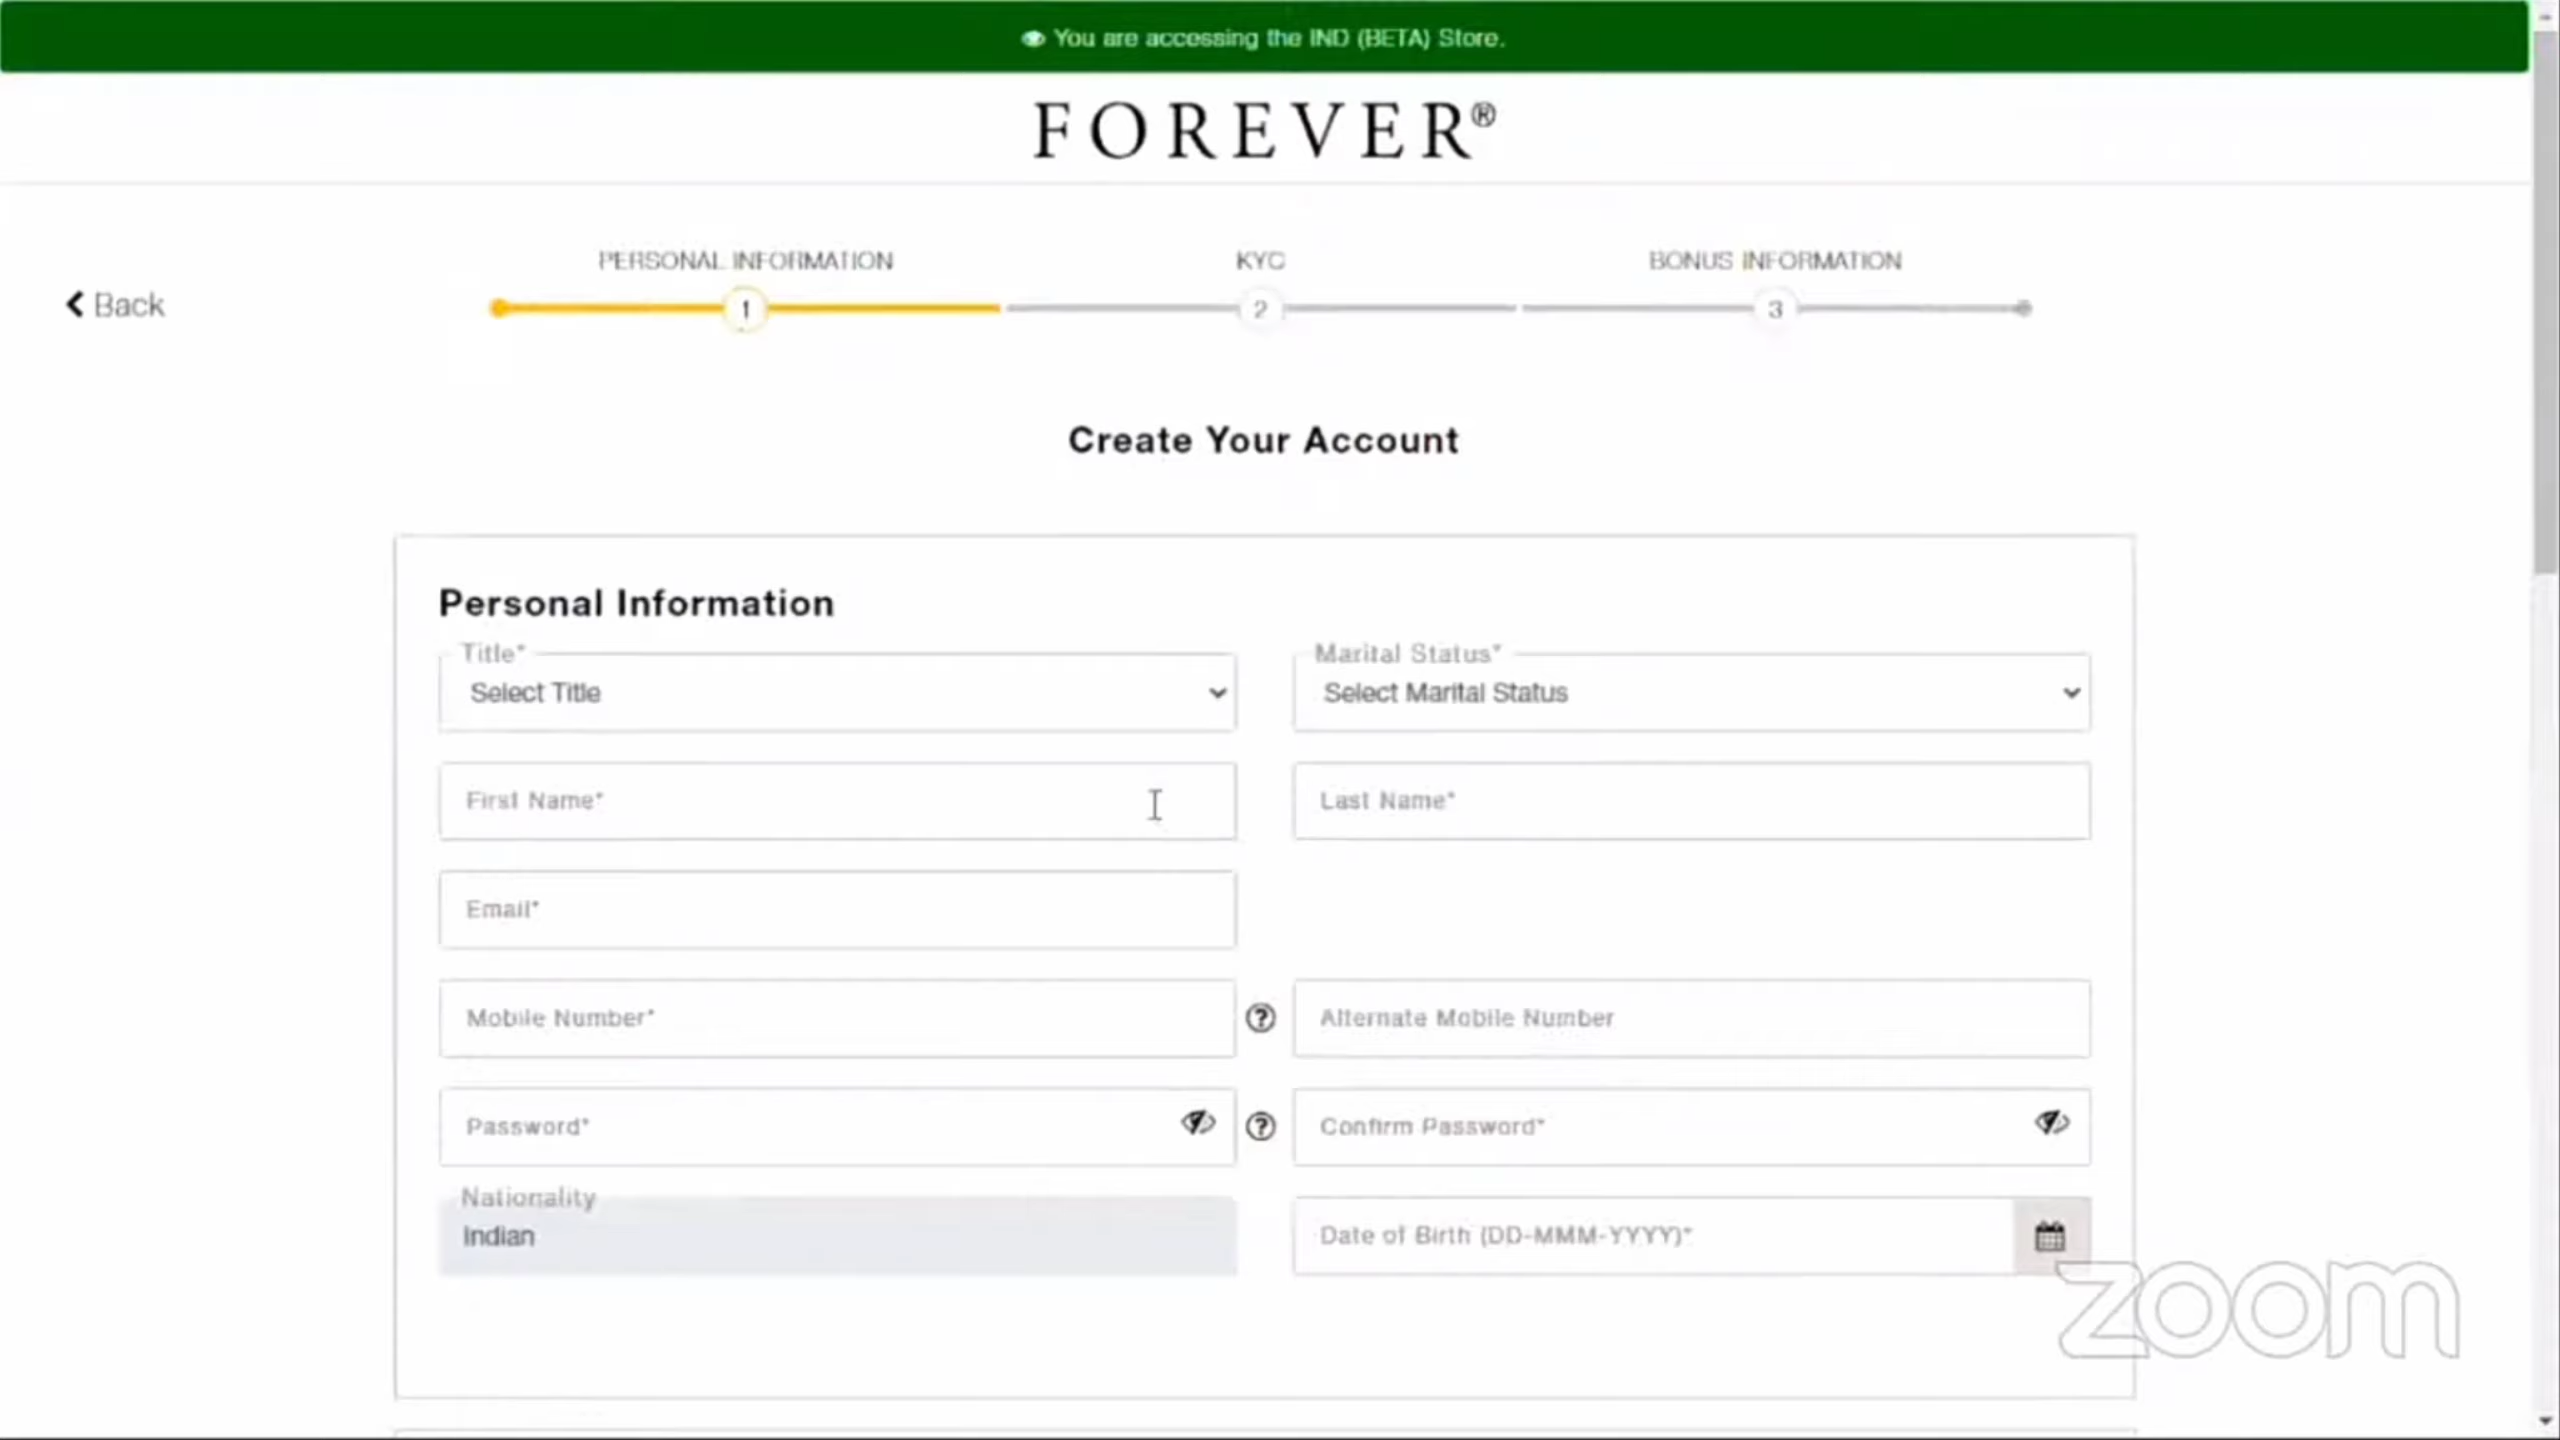 You are accessing the IND (BETA) Store.
FOREVER®
PERSONAL INFORMATION
KYC
BONUS INFORMATION
Back
1
2
3
Create Your Account
Personal Information
Title*
Marital Status*
Select Title
Select Marital Status
First Name*
Last Name*
Email*
Mobile Number*
Alternate Mobile Number
Password*
Confirm Password*
Nationality
Indian
Date of Birth (DD-MMM-YYYY)*
zoom